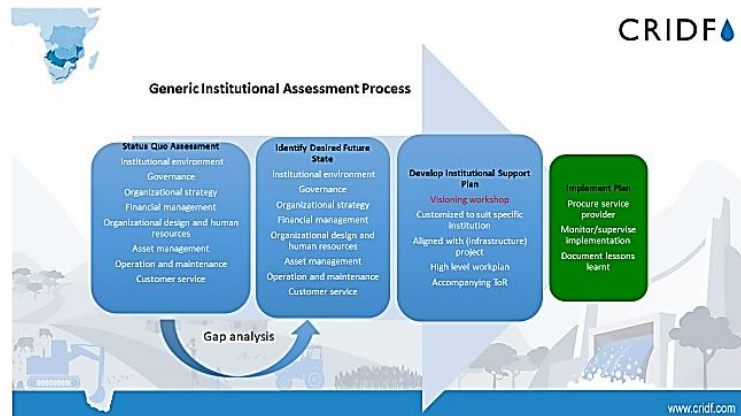 CRIDF
Generic Institutional Assessment Process
Status Quo Assessment
Institutional environment
Governance
Organizational strategy
Financial management
Organizational design and human
resources
Asset management
Operation and maintenance
Customer service
Identify Desired Future
State
Institutional environment
Governance
Organizational strategy
Financial management
Organizational design and
human resources
Asset management
Operation and maintenance
Customer service
Develop Institutional Support
Plan
Visioning workshop
Customized to suit specific
institution
Aligned with (infrastructure)
project
High level workplan
Accompanying ToR
Implement Plan
Procure service
provider
Monitor/supervise
implementation
Document lessons
learnt
Gap analysis
www.cridf.com